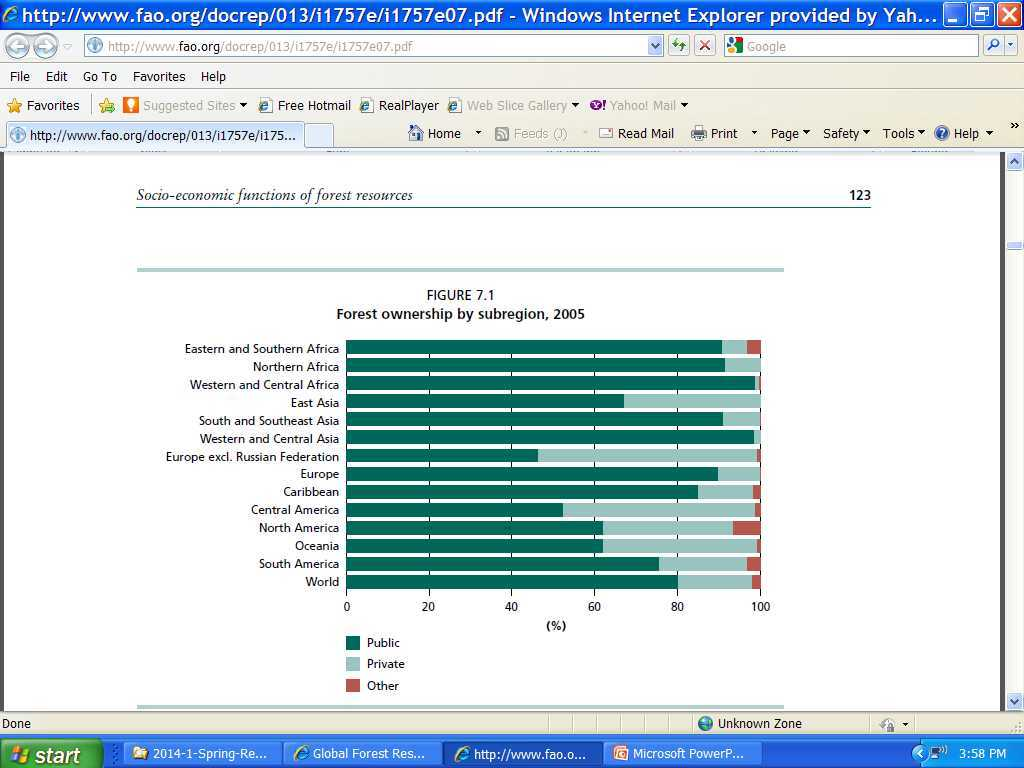 http://www.fao.org/docrep/013/i1757e/i1757e07.pdf - Windows Internet Explorer provided by Yah...
http://www.fao.org/docrep/013/i1757e/i1757e07.pdf
Google
File Edit Go To Favorites Help
Favorites Suggested Sites Free Hotmail RealPlayer Web Slice Gallery Yahoo! Mail
http://www.fao.org/docrep/013/i1757e/i175... Home Feeds (J) Read Mail Print Page Safety Tools Help »
Socio-economic functions of forest resources 123
FIGURE 7.1
Forest ownership by subregion, 2005
Eastern and Southern Africa
Northern Africa
Western and Central Africa
East Asia
South and Southeast Asia
Western and Central Asia
Europe excl. Russian Federation
Europe
Caribbean
Central America
North America
Oceania
South America
World
0 20 40 60 80 100
(%)
Public
Private
Other
Done Unknown Zone
start 2014-1-Spring-Re... Global Forest Res... http://www.fao.o... Microsoft PowerP... 3:58 PM